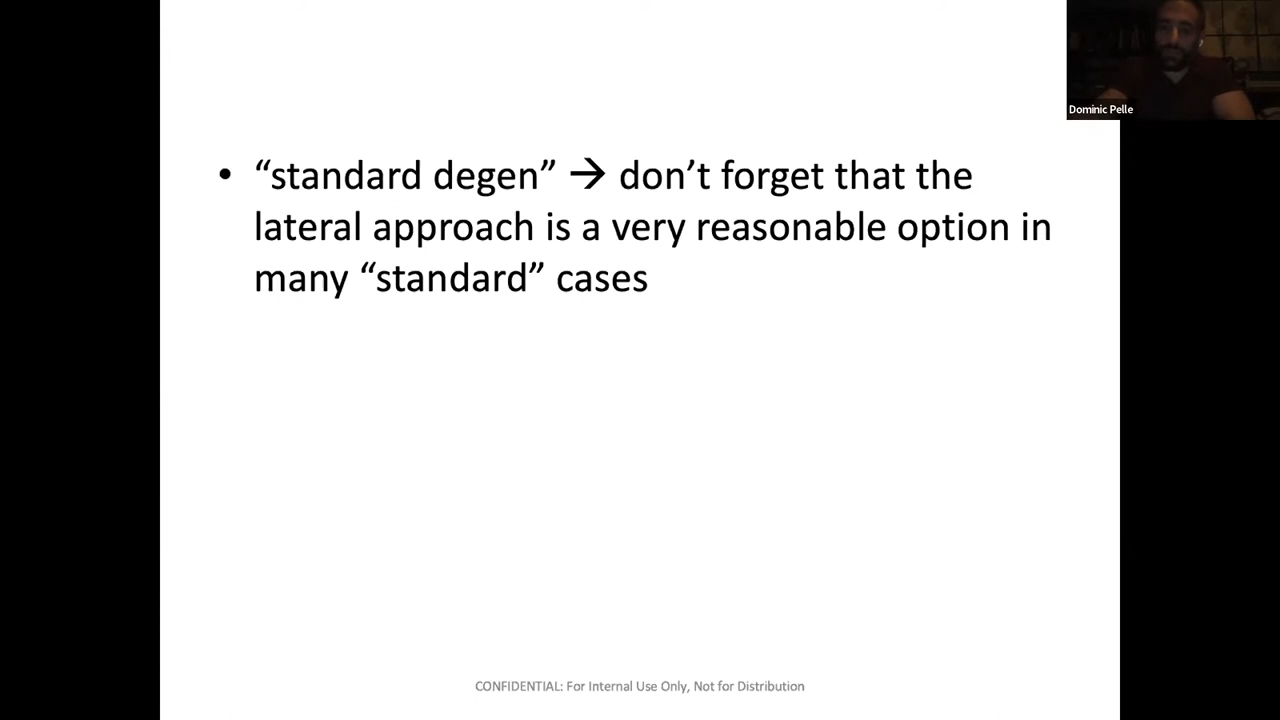 Dominic Pelle
• “standard degen” → don’t forget that the
lateral approach is a very reasonable option in
many “standard” cases
CONFIDENTIAL: For Internal Use Only, Not for Distribution